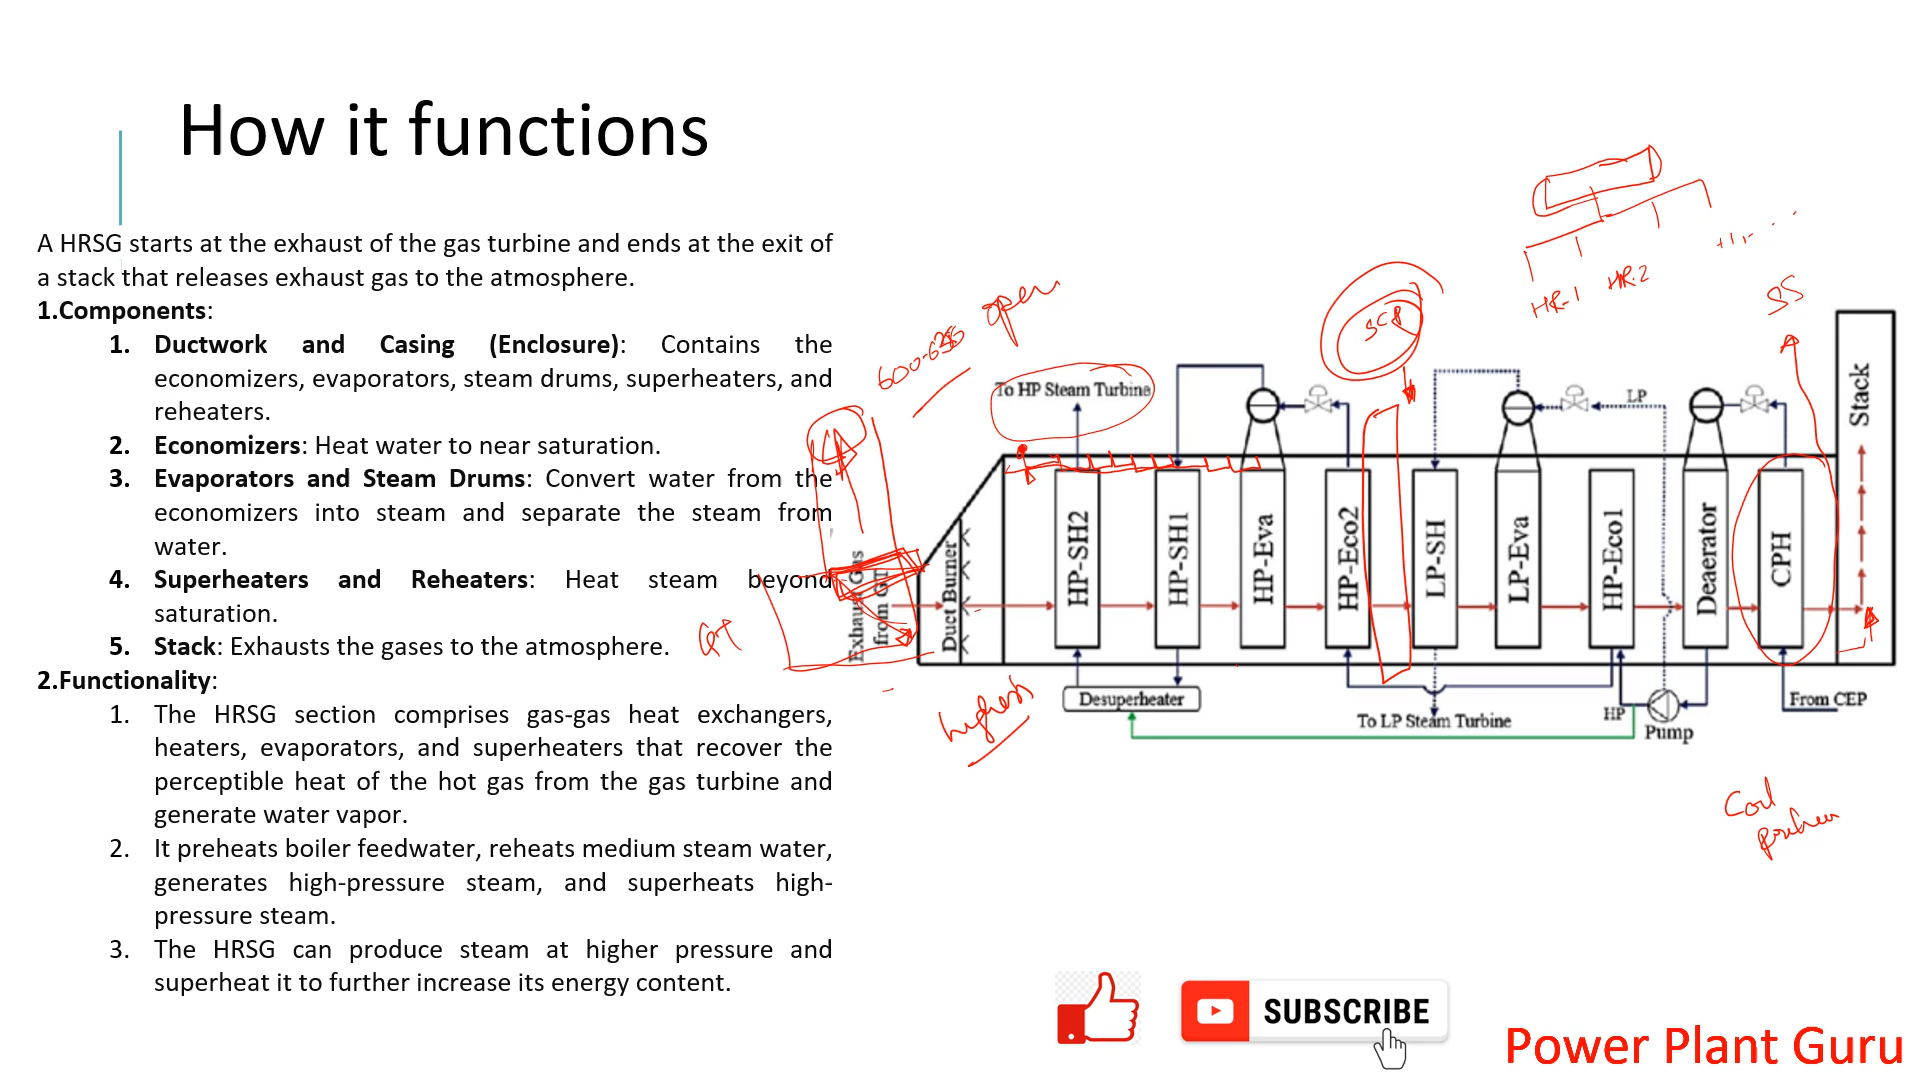 How it functions
A HRSG starts at the exhaust of the gas turbine and ends at the exit of
a stack that releases exhaust gas to the atmosphere.
1.Components:
1. Ductwork and Casing (Enclosure): Contains the
economizers, evaporators, steam drums, superheaters, and
reheaters.
2. Economizers: Heat water to near saturation.
3. Evaporators and Steam Drums: Convert water from the
economizers into steam and separate the steam from
water.
4. Superheaters and Reheaters: Heat steam beyond
saturation.
5. Stack: Exhausts the gases to the atmosphere.
2.Functionality:
1. The HRSG section comprises gas-gas heat exchangers,
heaters, evaporators, and superheaters that recover the
perceptible heat of the hot gas from the gas turbine and
generate water vapor.
2. It preheats boiler feedwater, reheats medium steam water,
generates high-pressure steam, and superheats high-
pressure steam.
3. The HRSG can produce steam at higher pressure and
superheat it to further increase its energy content.
HR-1
HR-2
SS
open
To HP Steam Turbine
LP
Exhaust Gas
from GT
Duct Burner
HP-SH2
HP-SH1
HP-Eva
HP-Eco2
LP-SH
LP-Eva
HP-Eco1
Deaerator
CPH
Stack
GT
highest
Desuperheater
To LP Steam Turbine
HP
Pump
From CEP
SUBSCRIBE
Power Plant Guru